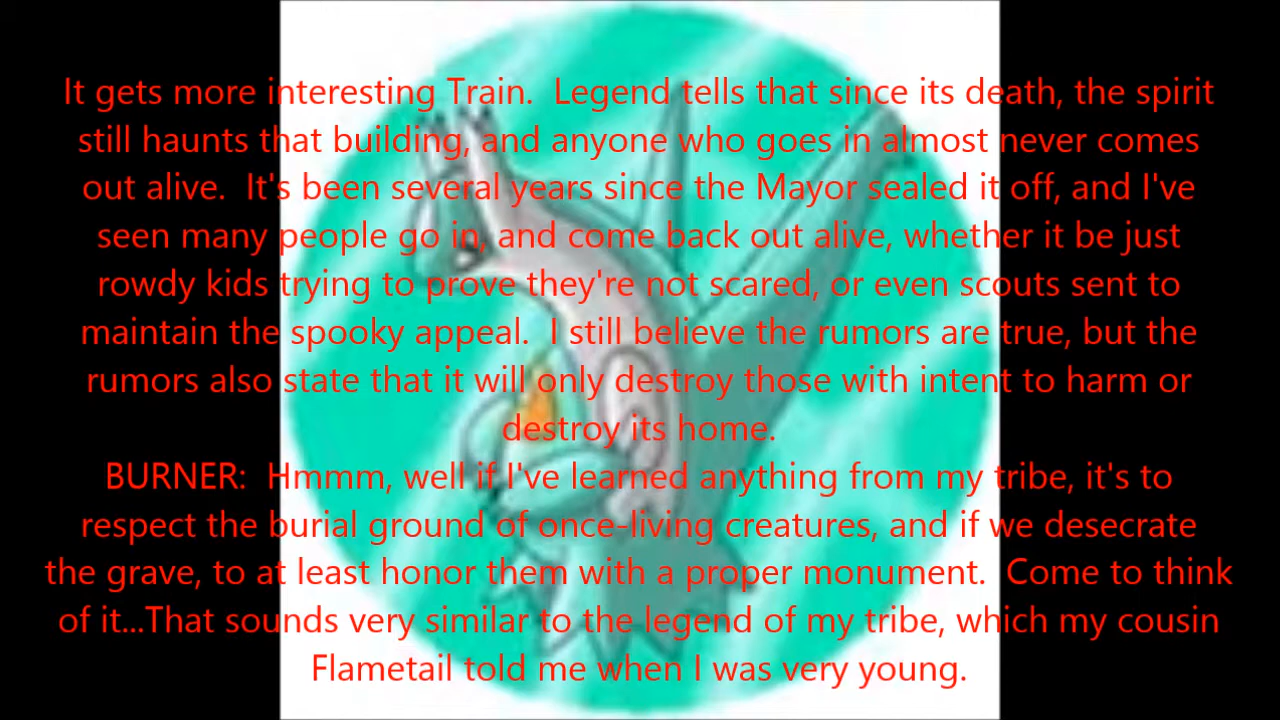 It gets more interesting Train.  Legend tells that since its death, the spirit
still haunts that building, and anyone who goes in almost never comes
out alive.  It's been several years since the Mayor sealed it off, and I've
seen many people go in, and come back out alive, whether it be just
rowdy kids trying to prove they're not scared, or even scouts sent to
maintain the spooky appeal.  I still believe the rumors are true, but the
rumors also state that it will only destroy those with intent to harm or
destroy its home.
BURNER:  Hmmm, well if I've learned anything from my tribe, it's to
respect the burial ground of once-living creatures, and if we desecrate
the grave, to at least honor them with a proper monument.  Come to think
of it...That sounds very similar to the legend of my tribe, which my cousin
Flametail told me when I was very young.